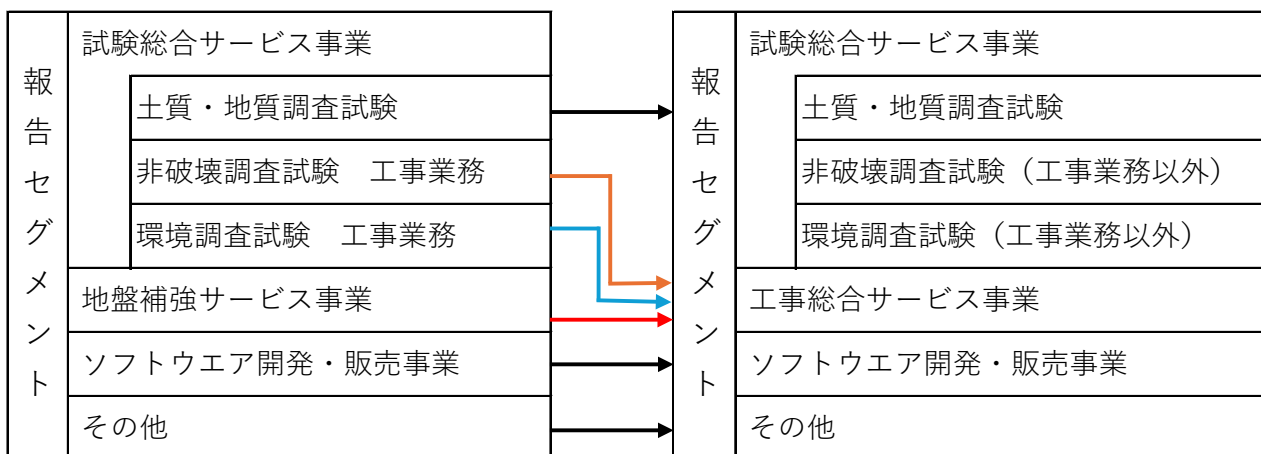 報告セグメント
試験総合サービス事業
土質・地質調査試験
非破壊調査試験　工事業務
環境調査試験　工事業務
地盤補強サービス事業
ソフトウエア開発・販売事業
その他
報告セグメント
試験総合サービス事業
土質・地質調査試験
非破壊調査試験（工事業務以外）
環境調査試験（工事業務以外）
工事総合サービス事業
ソフトウエア開発・販売事業
その他